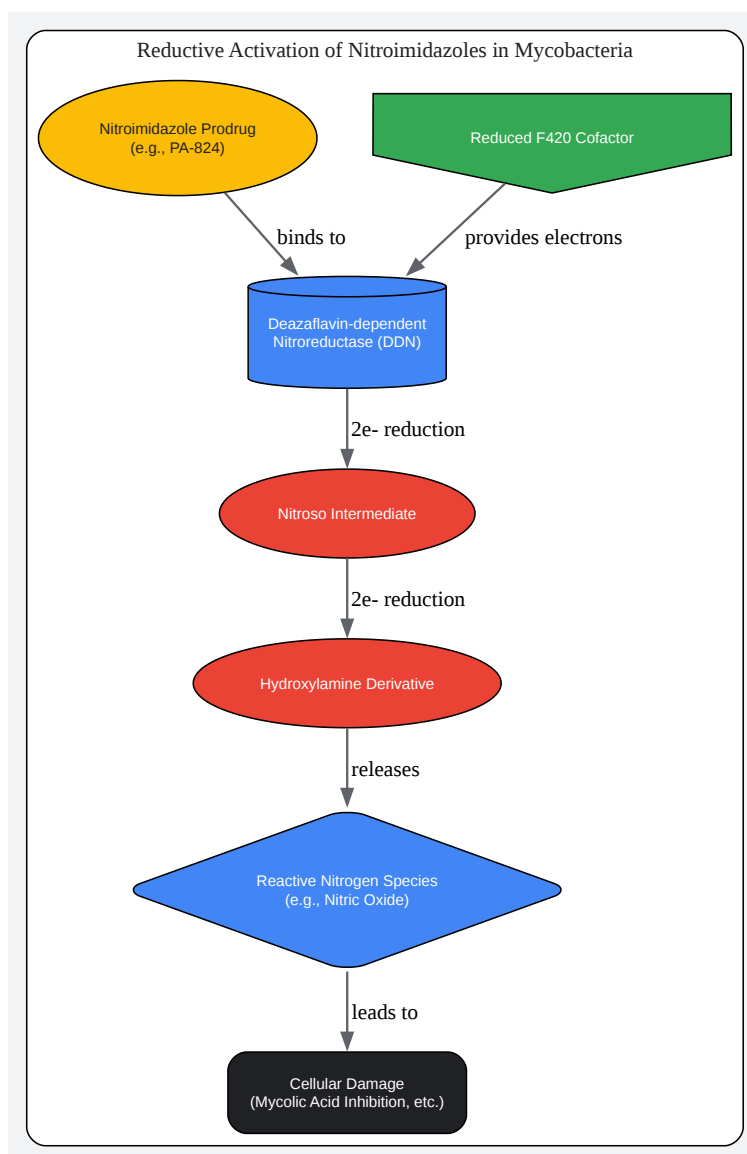 Reductive Activation of Nitroimidazoles in Mycobacteria
Nitroimidazole Prodrug
(e.g., PA-824)
Reduced F420 Cofactor
binds to
provides electrons
Deazaflavin-dependent
Nitroreductase (DDN)
2e- reduction
Nitroso Intermediate
2e- reduction
Hydroxylamine Derivative
releases
Reactive Nitrogen Species
(e.g., Nitric Oxide)
leads to
Cellular Damage
(Mycolic Acid Inhibition, etc.)